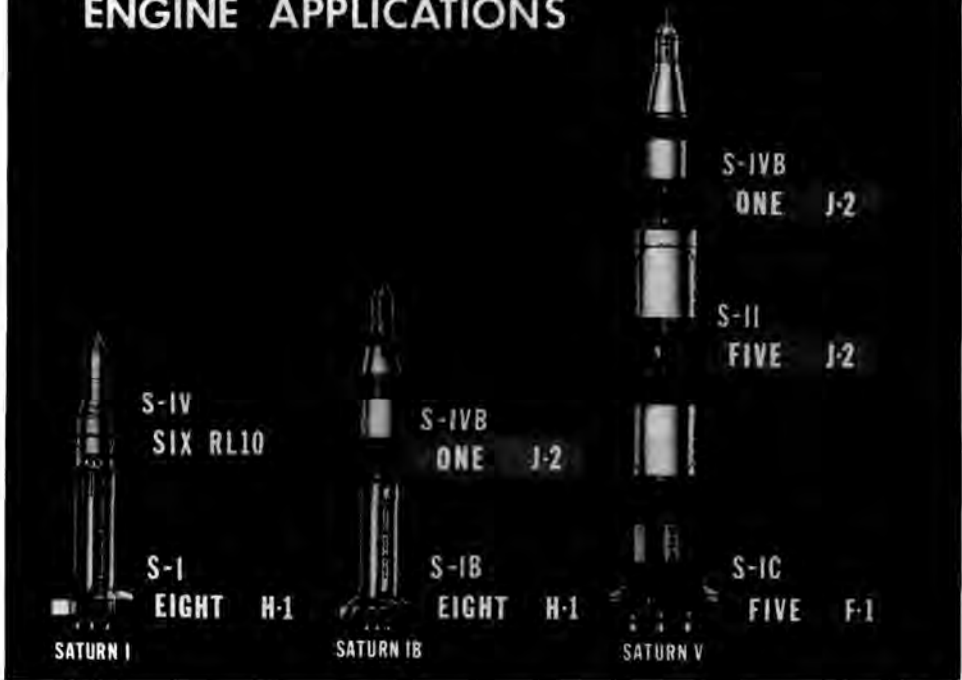 ENGINE APPLICATIONS
S-IVB
ONE J-2
S-II
FIVE J-2
S-IV
SIX RL10
S-IVB
ONE J-2
S-I
EIGHT H-1
S-IB
EIGHT H-1
S-IC
FIVE F-1
SATURN I
SATURN IB
SATURN V